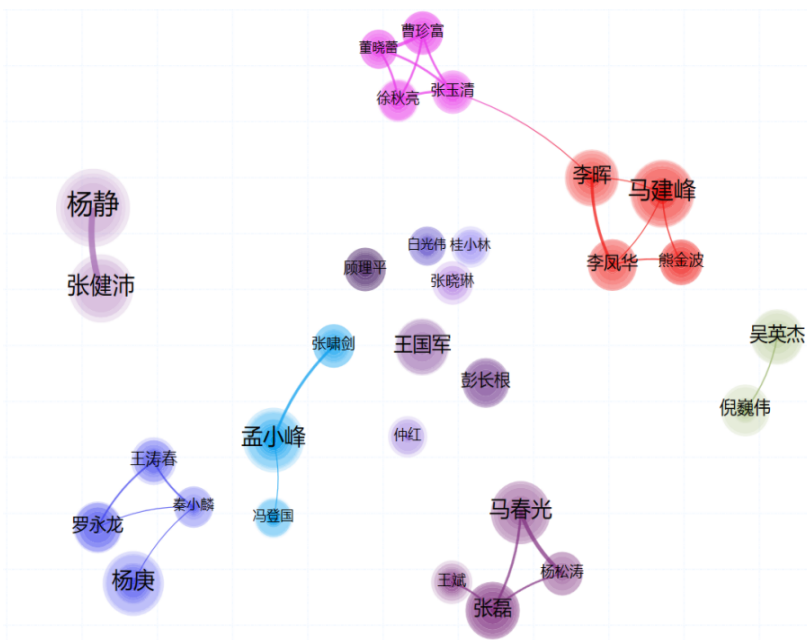 曹珍富
董晓蕾
徐秋亮
张玉清
李晖
马建峰
李凤华
熊金波
杨静
张健沛
白光伟
桂小林
顾理平
张晓琳
张啸剑
王国军
彭长根
吴英杰
倪巍伟
孟小峰
仲红
冯登国
王涛春
秦小麟
罗永龙
杨庚
马春光
杨松涛
王斌
张磊